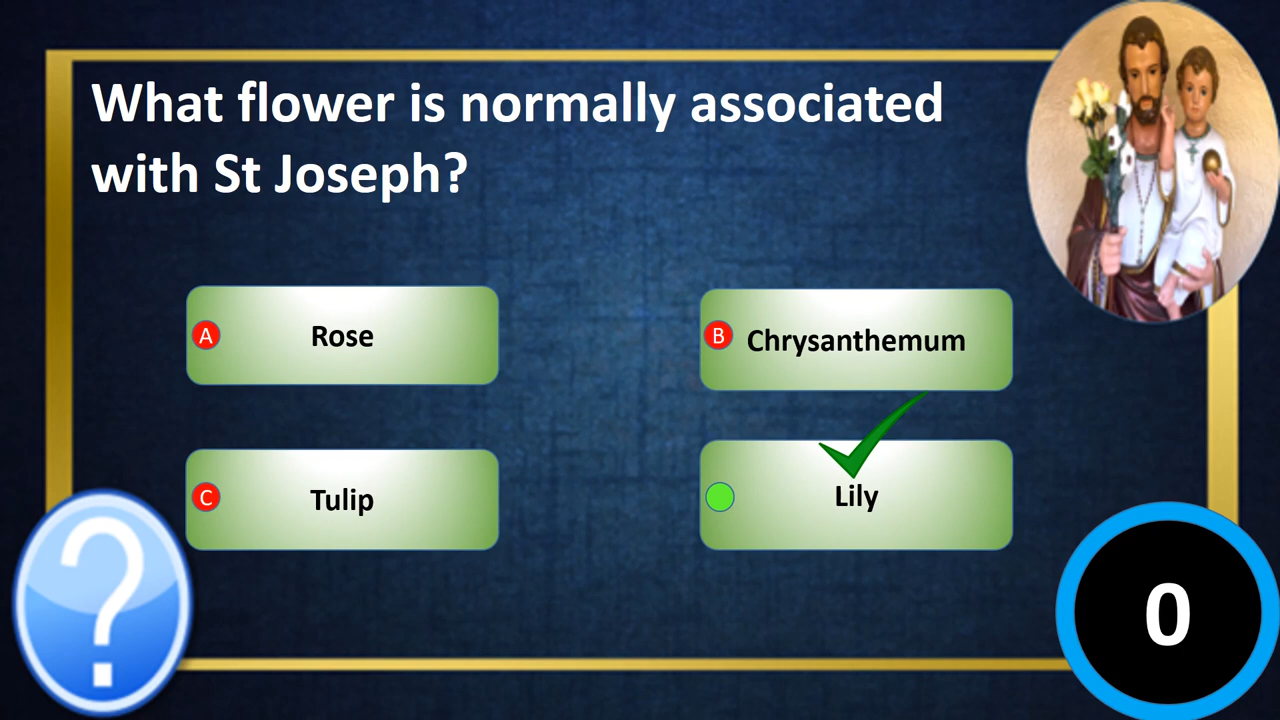 What flower is normally associated
with St Joseph?
A Rose
B Chrysanthemum
C Tulip
Lily
?
0